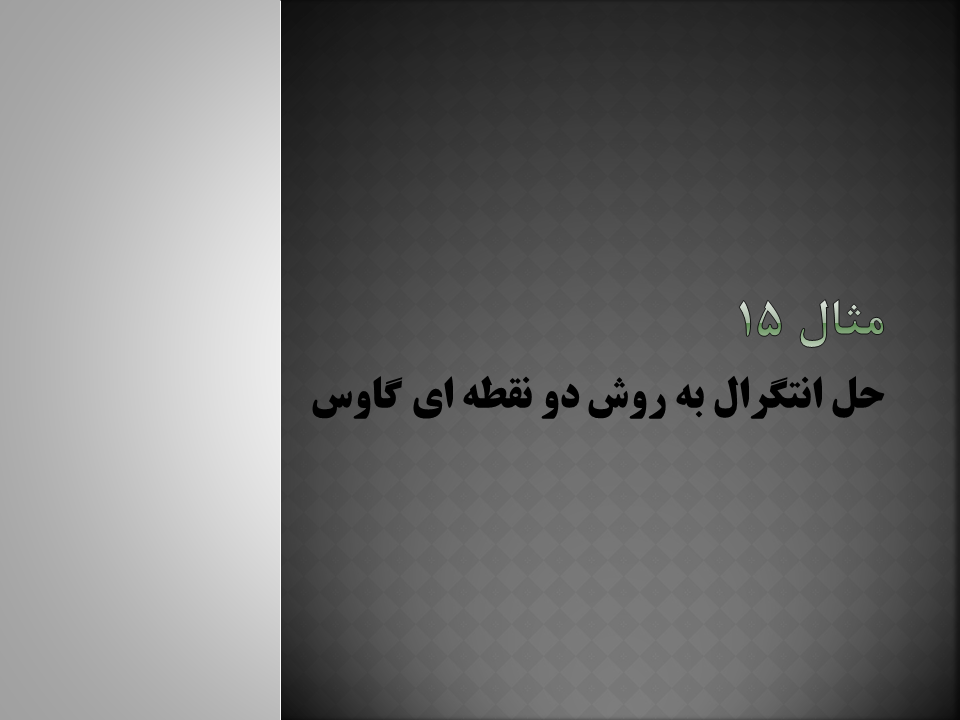 مثال ۱۵
حل انتگرال به روش دو نقطه ای گاوس